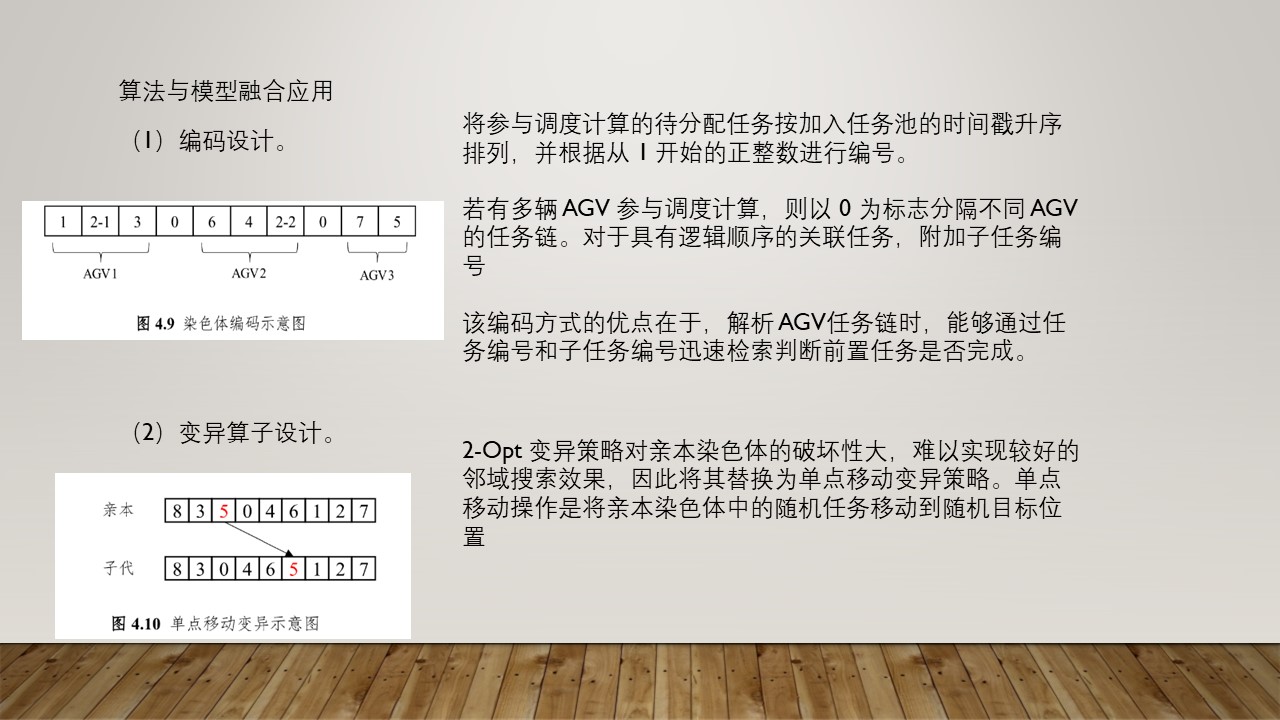 算法与模型融合应用
（1）编码设计。
1 2-1 3 0 6 4 2-2 0 7 5
AGV1 AGV2 AGV3
图 4.9 染色体编码示意图
将参与调度计算的待分配任务按加入任务池的时间戳升序
排列，并根据从 1 开始的正整数进行编号。
若有多辆 AGV 参与调度计算，则以 0 为标志分隔不同 AGV
的任务链。对于具有逻辑顺序的关联任务，附加子任务编
号
该编码方式的优点在于，解析 AGV任务链时，能够通过任
务编号和子任务编号迅速检索判断前置任务是否完成。
（2）变异算子设计。
亲本 8 3 5 0 4 6 1 2 7
子代 8 3 0 4 6 5 1 2 7
图 4.10 单点移动变异示意图
2-Opt 变异策略对亲本染色体的破坏性大，难以实现较好的
邻域搜索效果，因此将其替换为单点移动变异策略。单点
移动操作是将亲本染色体中的随机任务移动到随机目标位
置